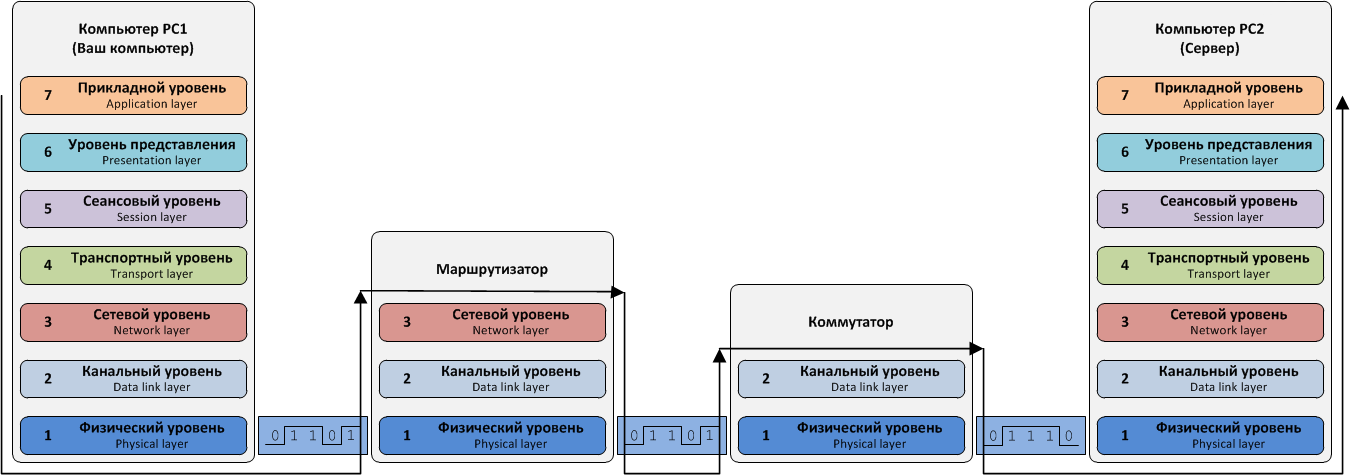 Компьютер PC1
(Ваш компьютер)
7 Прикладной уровень
Application layer
6 Уровень представления
Presentation layer
5 Сеансовый уровень
Session layer
4 Транспортный уровень
Transport layer
3 Сетевой уровень
Network layer
2 Канальный уровень
Data link layer
1 Физический уровень
Physical layer
0 1 1 0 1
Маршрутизатор
3 Сетевой уровень
Network layer
2 Канальный уровень
Data link layer
1 Физический уровень
Physical layer
0 1 1 0 1
Коммутатор
2 Канальный уровень
Data link layer
1 Физический уровень
Physical layer
0 1 1 1 0
Компьютер PC2
(Сервер)
7 Прикладной уровень
Application layer
6 Уровень представления
Presentation layer
5 Сеансовый уровень
Session layer
4 Транспортный уровень
Transport layer
3 Сетевой уровень
Network layer
2 Канальный уровень
Data link layer
1 Физический уровень
Physical layer